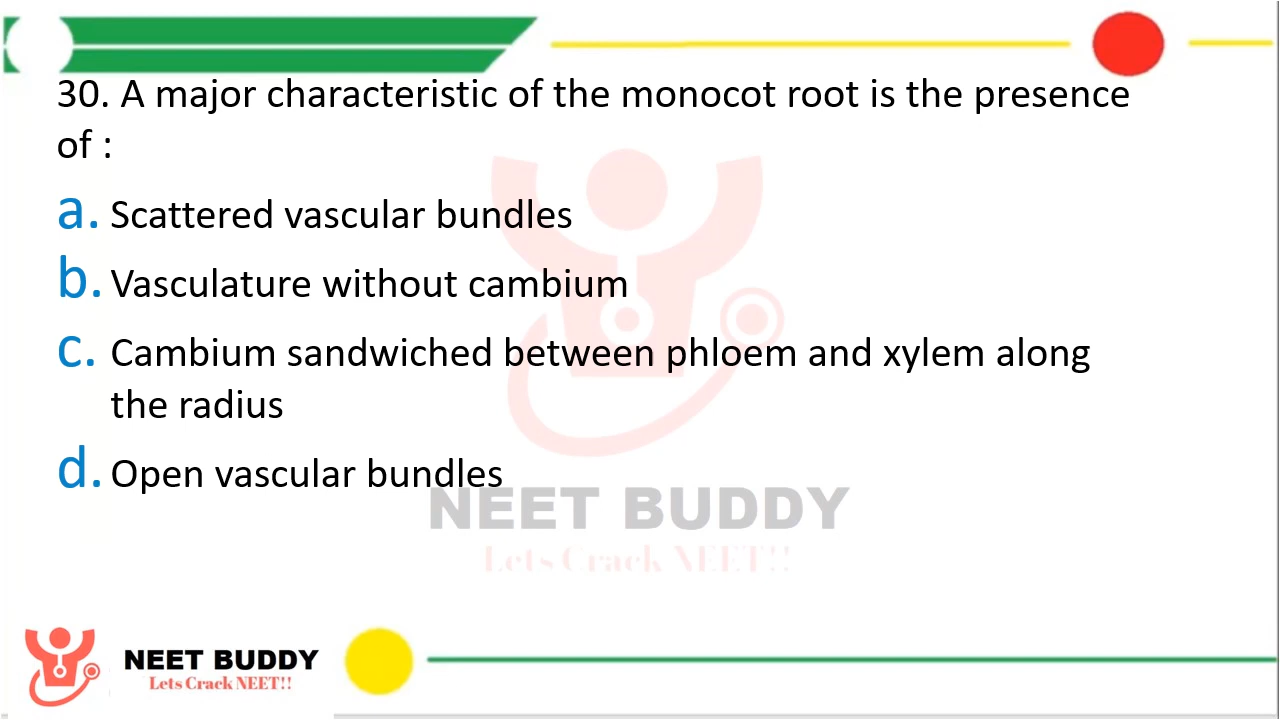 30. A major characteristic of the monocot root is the presence
of :
a. Scattered vascular bundles
b. Vasculature without cambium
c. Cambium sandwiched between phloem and xylem along
the radius
d. Open vascular bundles
NEET BUDDY
Lets Crack NEET!!
NEET BUDDY
Lets Crack NEET!!